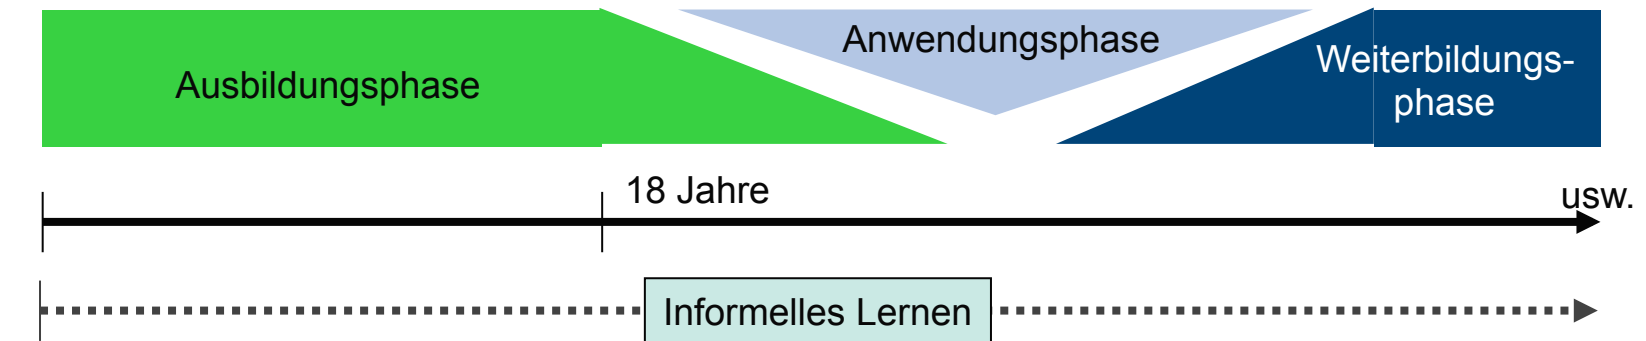 Ausbildungsphase
Anwendungsphase
Weiterbildungs-
phase
18 Jahre
usw.
Informelles Lernen